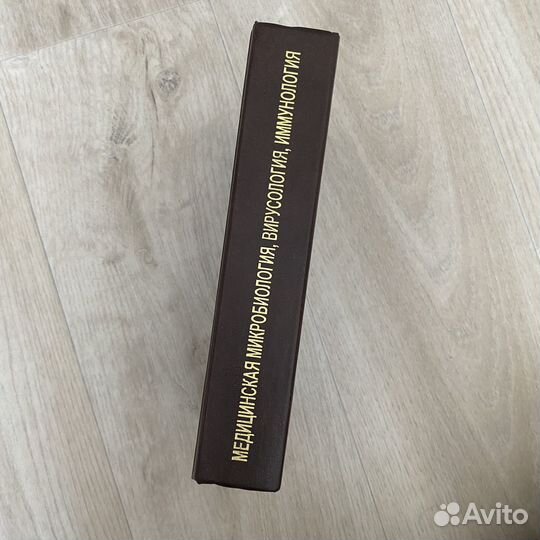 МЕДИЦИНСКАЯ МИКРОБИОЛОГИЯ, ВИРУСОЛОГИЯ, ИММУНОЛОГИЯ
Avito